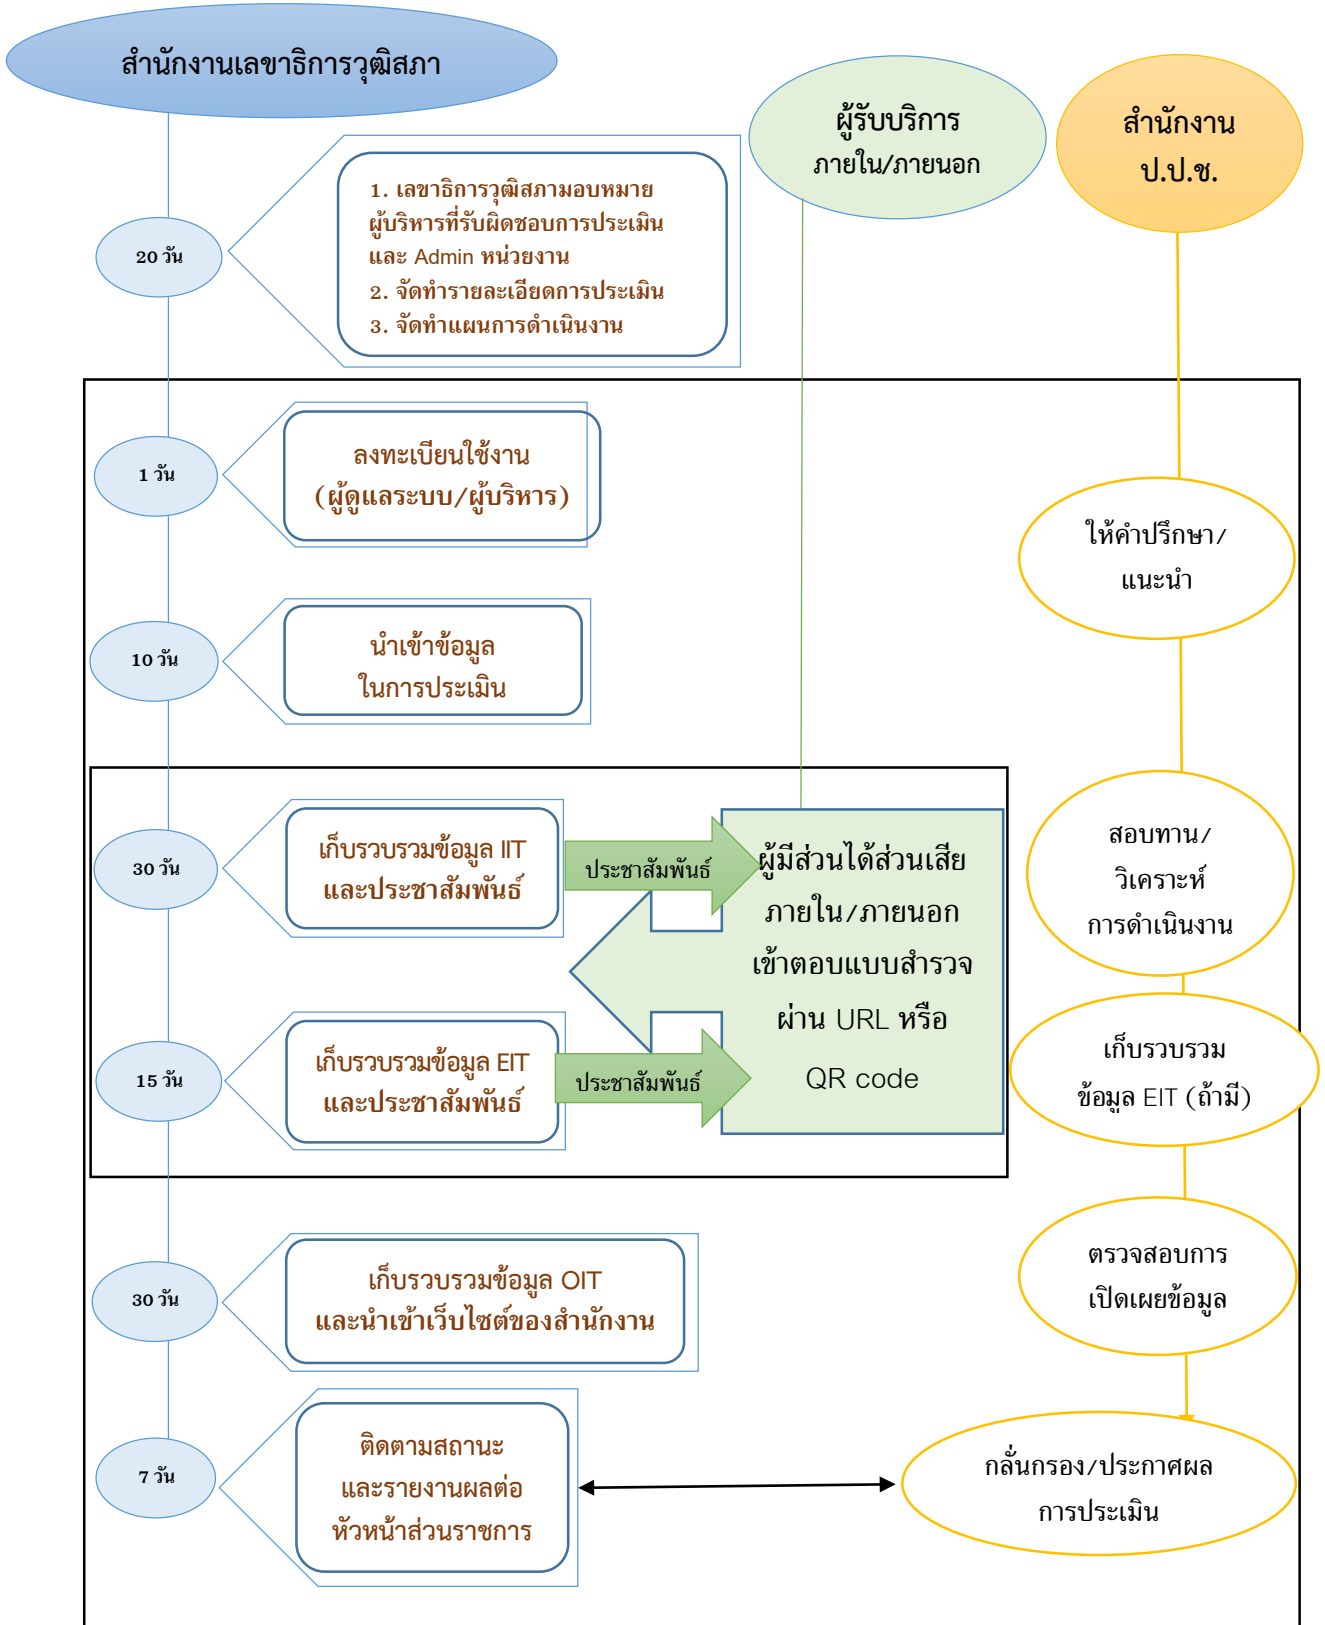 สำนักงานเลขาธิการวุฒิสภา
ผู้รับบริการ
ภายใน/ภายนอก
สำนักงาน
ป.ป.ช.
20 วัน
1. เลขาธิการวุฒิสภามอบหมาย
ผู้บริหารที่รับผิดชอบการประเมิน
และ Admin หน่วยงาน
2. จัดทำรายละเอียดการประเมิน
3. จัดทำแผนการดำเนินงาน
1 วัน
ลงทะเบียนใช้งาน
(ผู้ดูแลระบบ/ผู้บริหาร)
ให้คำปรึกษา/
แนะนำ
10 วัน
นำเข้าข้อมูล
ในการประเมิน
30 วัน
เก็บรวบรวมข้อมูล IIT
และประชาสัมพันธ์
ประชาสัมพันธ์
ผู้มีส่วนได้ส่วนเสีย
ภายใน/ภายนอก
เข้าตอบแบบสำรวจ
ผ่าน URL หรือ
QR code
สอบทาน/
วิเคราะห์
การดำเนินงาน
15 วัน
เก็บรวบรวมข้อมูล EIT
และประชาสัมพันธ์
ประชาสัมพันธ์
เก็บรวบรวม
ข้อมูล EIT (ถ้ามี)
30 วัน
เก็บรวบรวมข้อมูล OIT
และนำเข้าเว็บไซต์ของสำนักงาน
ตรวจสอบการ
เปิดเผยข้อมูล
7 วัน
ติดตามสถานะ
และรายงานผลต่อ
หัวหน้าส่วนราชการ
กลั่นกรอง/ประกาศผล
การประเมิน